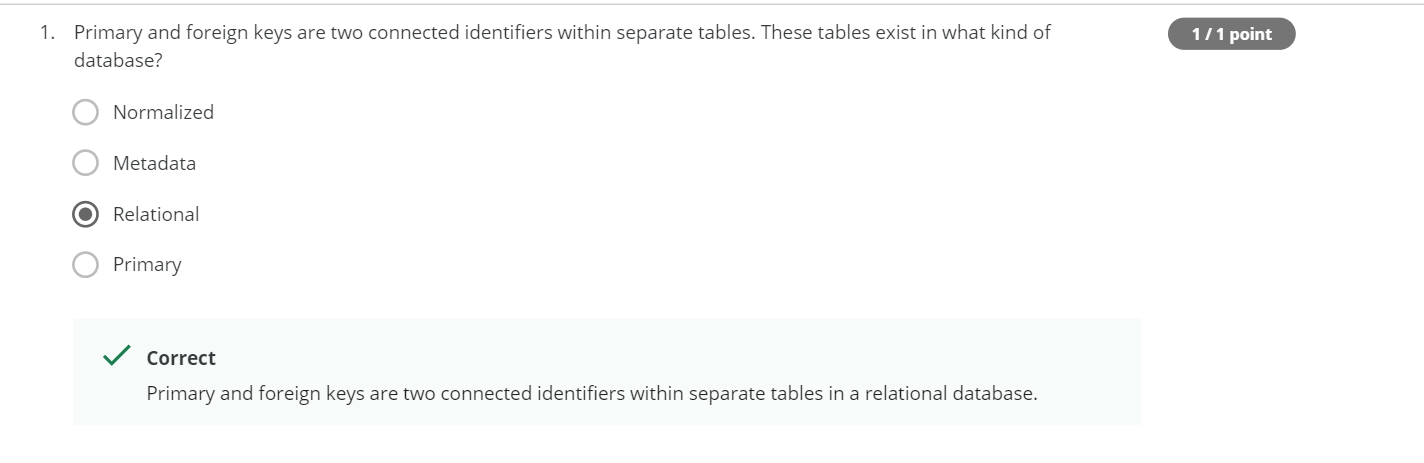 1. Primary and foreign keys are two connected identifiers within separate tables. These tables exist in what kind of
1 / 1 point
database?
Normalized
Metadata
Relational
Primary
Correct
Primary and foreign keys are two connected identifiers within separate tables in a relational database.